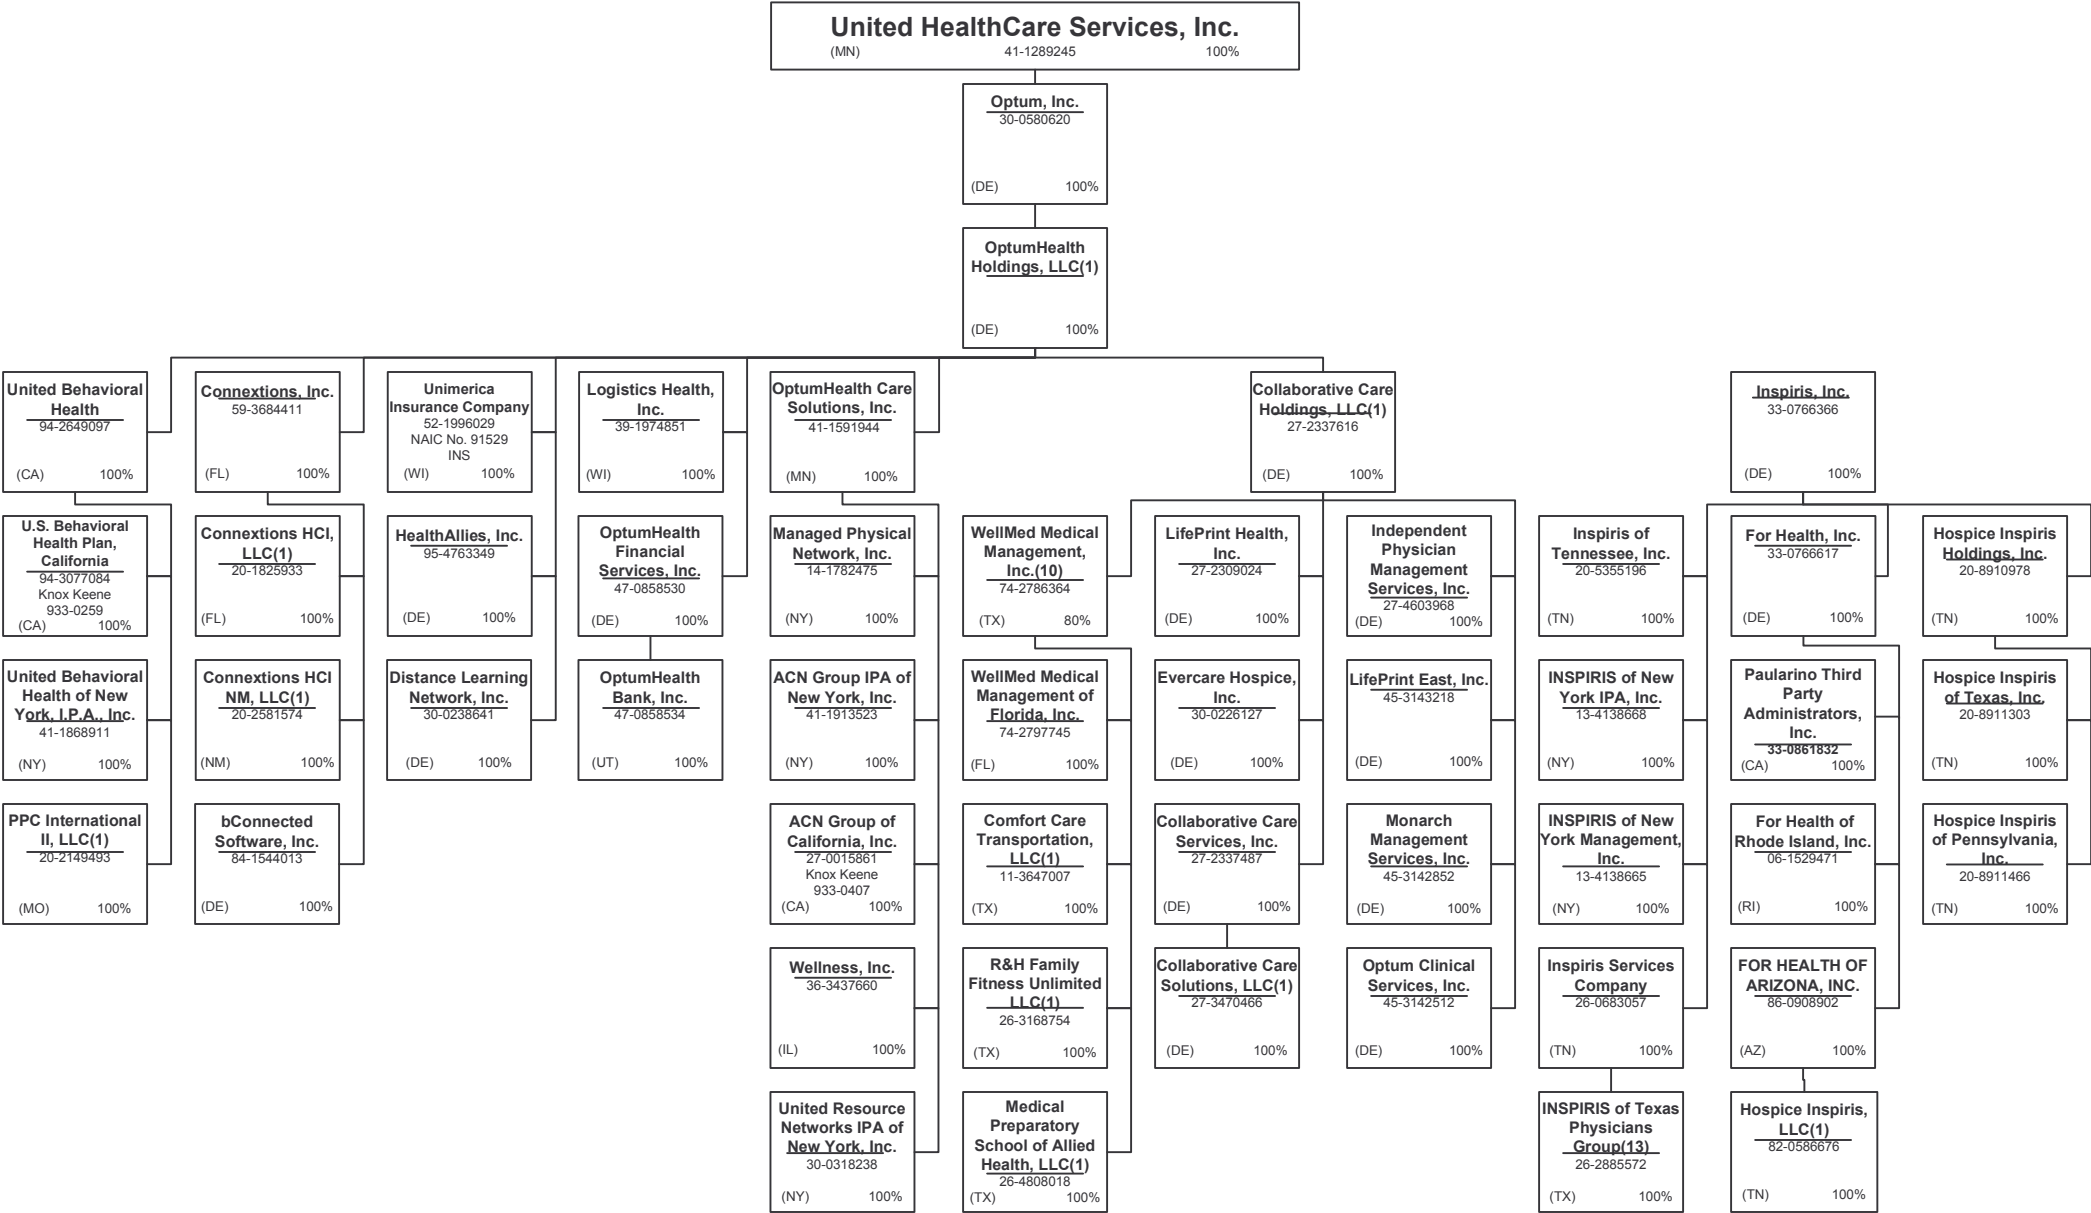 United HealthCare Services, Inc.
(MN) 41-1289245 100%
Optum, Inc.
30-0580620
(DE) 100%
OptumHealth
Holdings, LLC(1)
(DE) 100%
United Behavioral
Health
94-2649097
(CA) 100%
Connextions, Inc.
59-3684411
(FL) 100%
Unimerica
Insurance Company
52-1996029
NAIC No. 91529
INS
(WI) 100%
Logistics Health,
Inc.
39-1974851
(WI) 100%
OptumHealth Care
Solutions, Inc.
41-1591944
(MN) 100%
Collaborative Care
Holdings, LLC(1)
27-2337616
(DE) 100%
Inspiris, Inc.
33-0766366
(DE) 100%
U.S. Behavioral
Health Plan,
California
94-3077084
Knox Keene
933-0259
(CA) 100%
Connextions HCI,
LLC(1)
20-1825933
(FL) 100%
HealthAllies, Inc.
95-4763349
(DE) 100%
OptumHealth
Financial
Services, Inc.
47-0858530
(DE) 100%
Managed Physical
Network, Inc.
14-1782475
(NY) 100%
WellMed Medical
Management,
Inc.(10)
74-2786364
(TX) 80%
LifePrint Health,
Inc.
27-2309024
(DE) 100%
Independent
Physician
Management
Services, Inc.
27-4603968
(DE) 100%
Inspiris of
Tennessee, Inc.
20-5355196
(TN) 100%
For Health, Inc.
33-0766617
(DE) 100%
Hospice Inspiris
Holdings, Inc.
20-8910978
(TN) 100%
United Behavioral
Health of New
York, I.P.A., Inc.
41-1868911
(NY) 100%
Connextions HCI
NM, LLC(1)
20-2581574
(NM) 100%
Distance Learning
Network, Inc.
30-0238641
(DE) 100%
OptumHealth
Bank, Inc.
47-0858534
(UT) 100%
ACN Group IPA of
New York, Inc.
41-1913523
(NY) 100%
WellMed Medical
Management of
Florida, Inc.
74-2797745
(FL) 100%
Evercare Hospice,
Inc.
30-0226127
(DE) 100%
LifePrint East, Inc.
45-3143218
(DE) 100%
INSPIRIS of New
York IPA, Inc.
13-4138668
(NY) 100%
Paularino Third
Party
Administrators,
Inc.
33-0861832
(CA) 100%
Hospice Inspiris
of Texas, Inc.
20-8911303
(TN) 100%
PPC International
II, LLC(1)
20-2149493
(MO) 100%
bConnected
Software, Inc.
84-1544013
(DE) 100%
ACN Group of
California, Inc.
27-0015861
Knox Keene
933-0407
(CA) 100%
Comfort Care
Transportation,
LLC(1)
11-3647007
(TX) 100%
Collaborative Care
Services, Inc.
27-2337487
(DE) 100%
Monarch
Management
Services, Inc.
45-3142852
(DE) 100%
INSPIRIS of New
York Management,
Inc.
13-4138665
(NY) 100%
For Health of
Rhode Island, Inc.
06-1529471
(RI) 100%
Hospice Inspiris
of Pennsylvania,
Inc.
20-8911466
(TN) 100%
Wellness, Inc.
36-3437660
(IL) 100%
R&H Family
Fitness Unlimited
LLC(1)
26-3168754
(TX) 100%
Collaborative Care
Solutions, LLC(1)
27-3470466
(DE) 100%
Optum Clinical
Services, Inc.
45-3142512
(DE) 100%
Inspiris Services
Company
26-0683057
(TN) 100%
FOR HEALTH OF
ARIZONA, INC.
86-0908902
(AZ) 100%
United Resource
Networks IPA of
New York, Inc.
30-0318238
(NY) 100%
Medical
Preparatory
School of Allied
Health, LLC(1)
26-4808018
(TX) 100%
INSPIRIS of Texas
Physicians
Group(13)
26-2885572
(TX) 100%
Hospice Inspiris,
LLC(1)
82-0586676
(TN) 100%